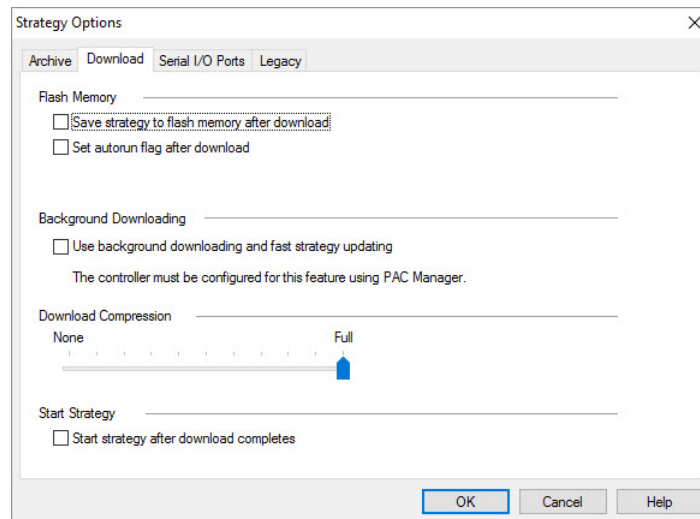 Strategy Options
Archive Download Serial I/O Ports Legacy
Flash Memory
Save strategy to flash memory after download
Set autorun flag after download
Background Downloading
Use background downloading and fast strategy updating
The controller must be configured for this feature using PAC Manager.
Download Compression
None Full
Start Strategy
Start strategy after download completes
OK Cancel Help